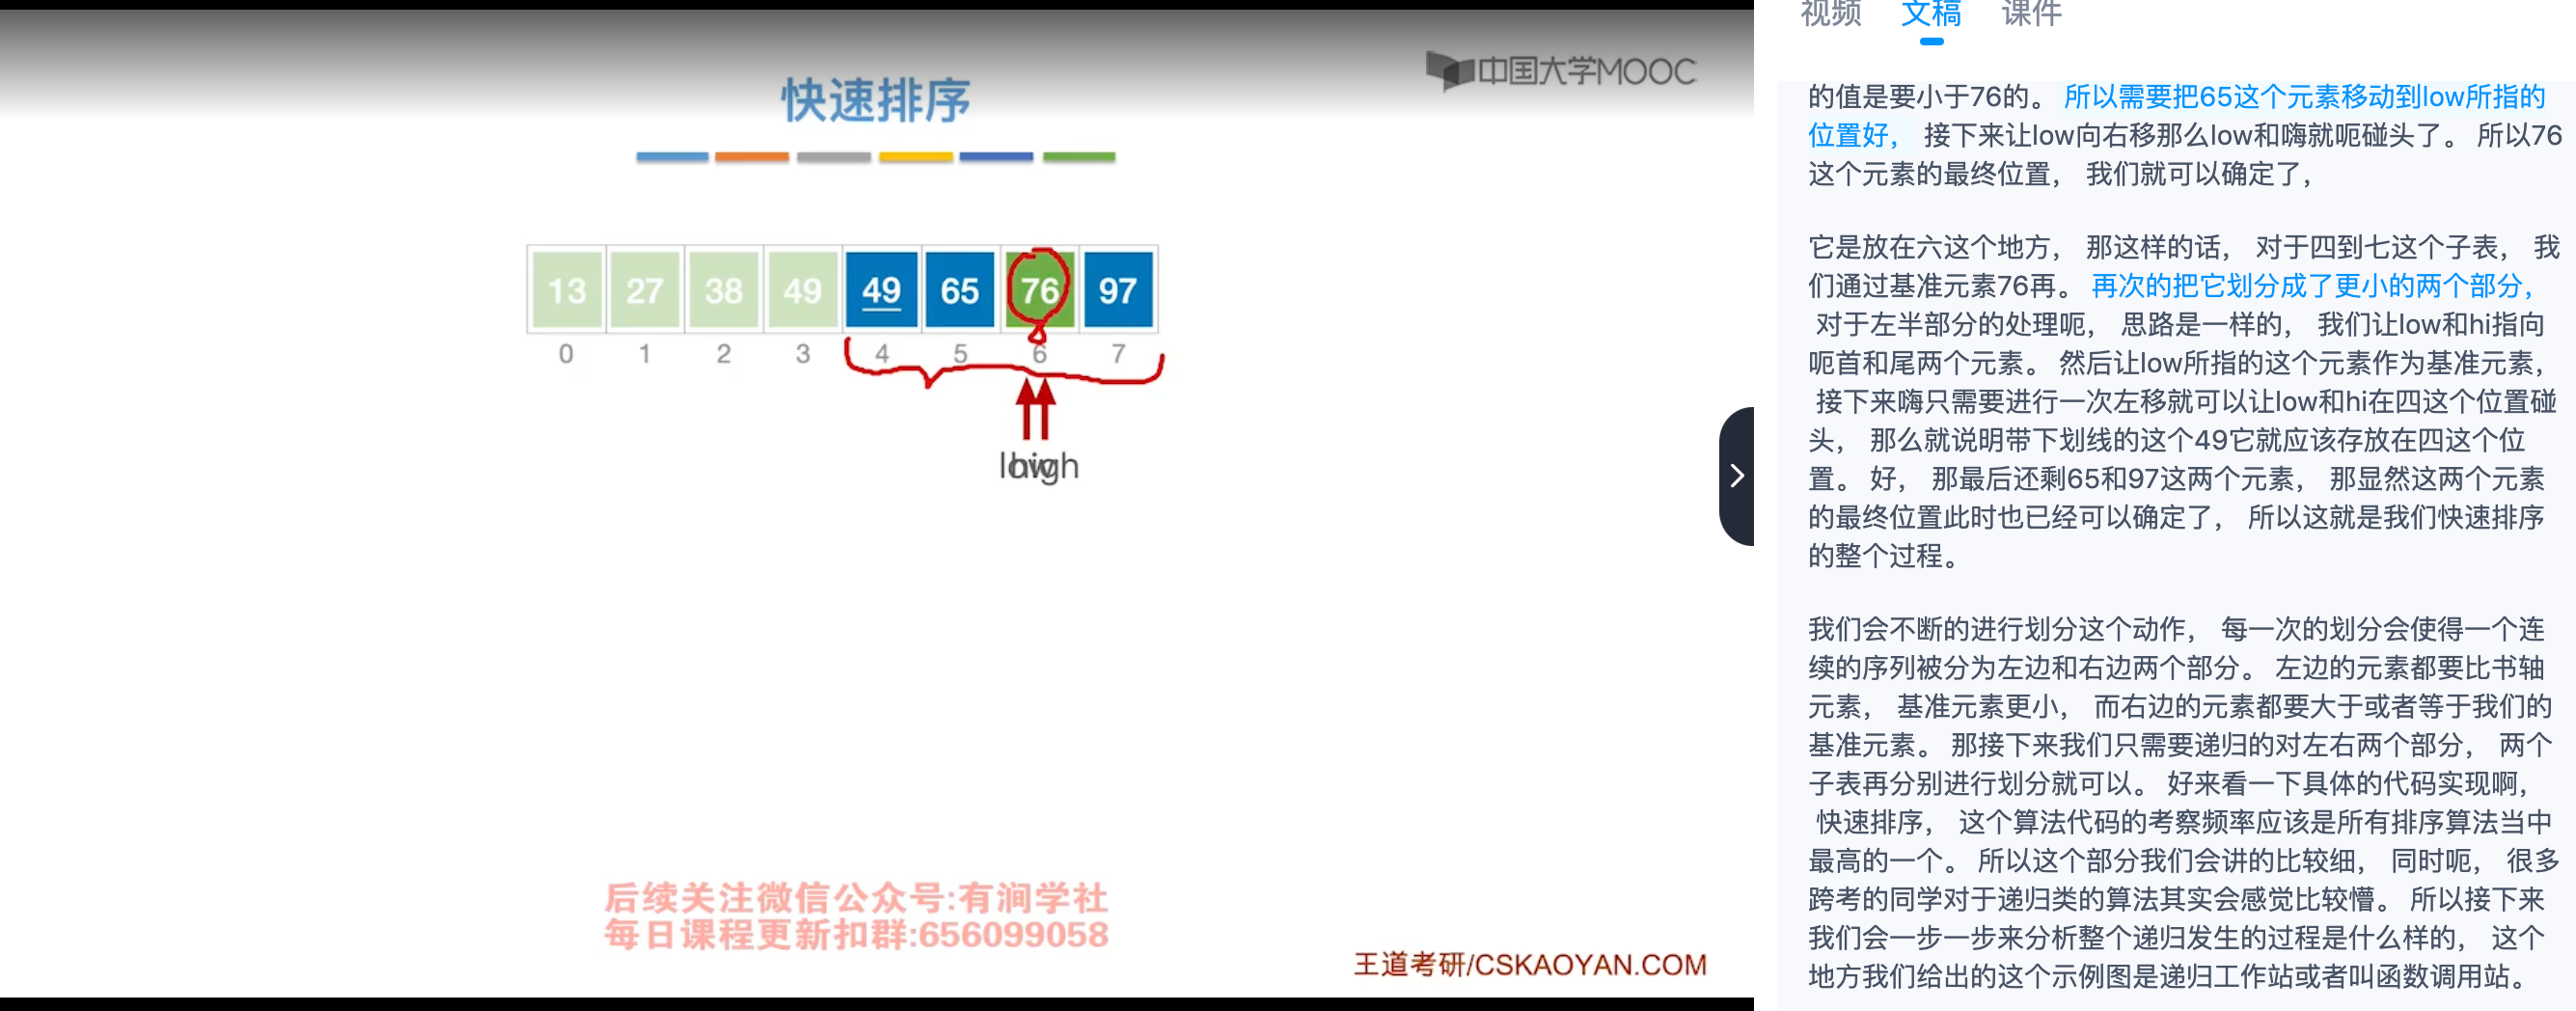 中国大学MOOC
快速排序
13 27 38 49 49 65 76 97
0 1 2 3 4 5 6 7
low high
后续关注微信公众号:有涧学社
每日课程更新扣群:656099058
王道考研/CSKAOYAN.COM
视频 文稿 课件
的值是要小于76的。 所以需要把65这个元素移动到low所指的
位置好， 接下来让low向右移那么low和嗨就呃碰头了。 所以76
这个元素的最终位置， 我们就可以确定了，
它是放在六这个地方， 那这样的话， 对于四到七这个子表， 我
们通过基准元素76再。 再次的把它划分成了更小的两个部分，
对于左半部分的处理呃， 思路是一样的， 我们让low和hi指向
呃首和尾两个元素。 然后让low所指的这个元素作为基准元素，
接下来嗨只需要进行一次左移就可以让low和hi在四这个位置碰
头， 那么就说明带下划线的这个49它就应该存放在四这个位
置。 好， 那最后还剩65和97这两个元素， 那显然这两个元素
的最终位置此时也已经可以确定了， 所以这就是我们快速排序
的整个过程。
我们会不断的进行划分这个动作， 每一次的划分会使得一个连
续的序列被分为左边和右边两个部分。 左边的元素都要比书轴
元素， 基准元素更小， 而右边的元素都要大于或者等于我们的
基准元素。 那接下来我们只需要递归的对左右两个部分， 两个
子表再分别进行划分就可以。 好来看一下具体的代码实现啊，
快速排序， 这个算法代码的考察频率应该是所有排序算法当中
最高的一个。 所以这个部分我们会讲的比较细， 同时呃， 很多
跨考的同学对于递归类的算法其实会感觉比较懵。 所以接下来
我们会一步一步来分析整个递归发生的过程是什么样的， 这个
地方我们给出的这个示例图是递归工作站或者叫函数调用站。